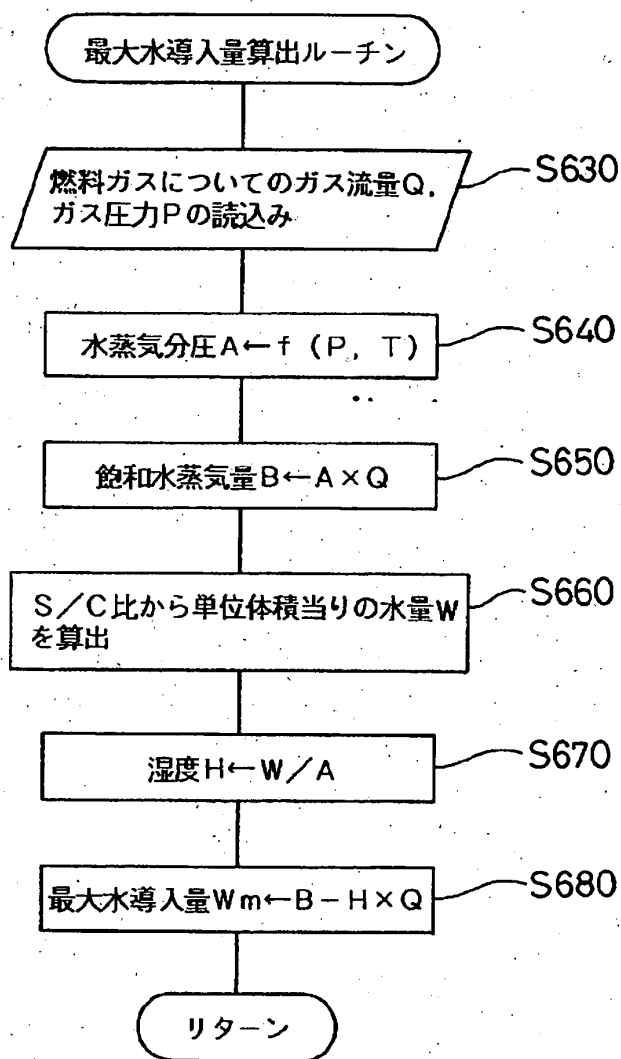 最大水導入量算出ルーチン
燃料ガスについてのガス流量Q,
ガス圧力Pの読込み
S630
水蒸気分圧A←f (P, T)
S640
飽和水蒸気量B←A×Q
S650
S/C比から単位体積当りの水量W
を算出
S660
湿度H←W/A
S670
最大水導入量Wm←B-H×Q
S680
リターン